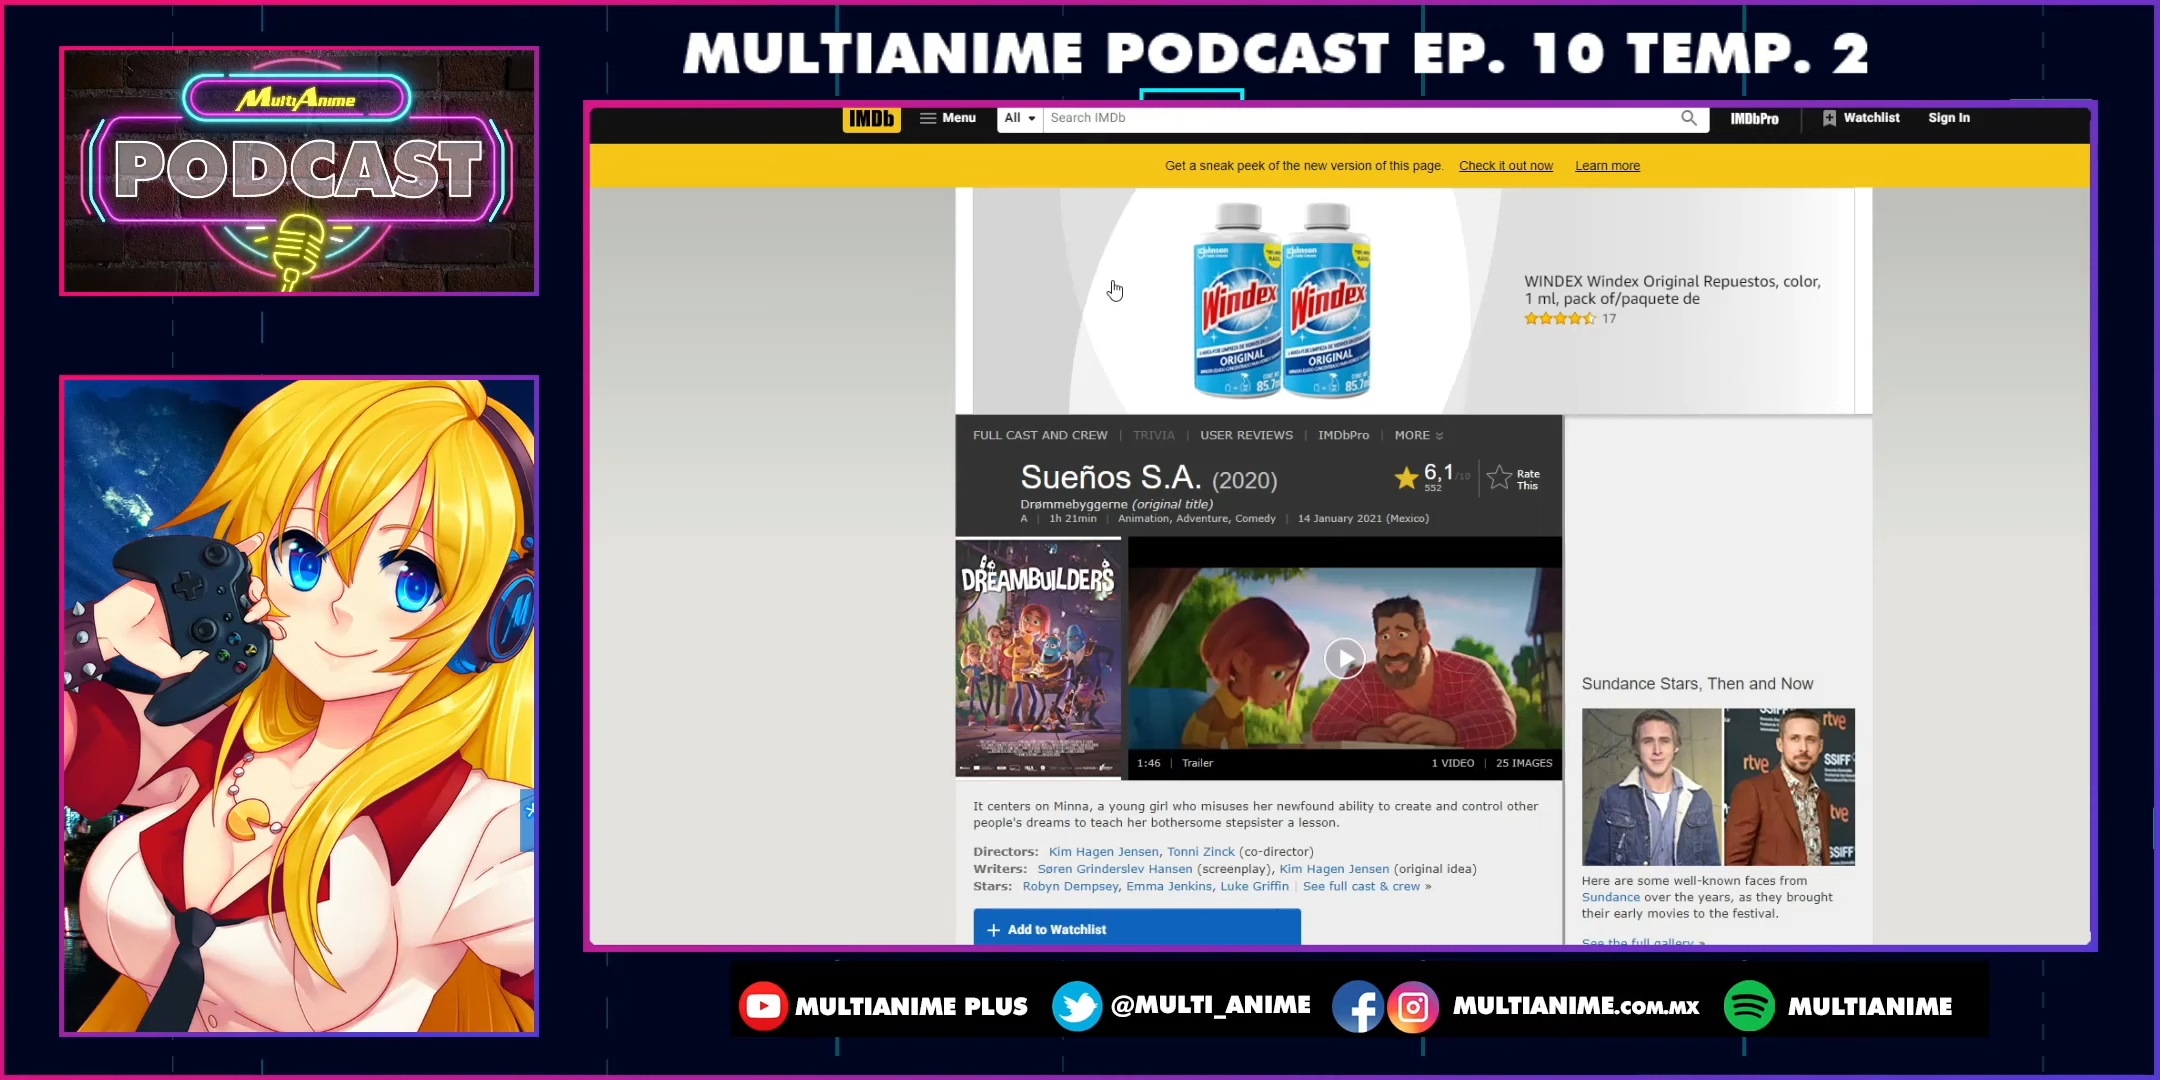 MULTIANIME PODCAST EP. 10 TEMP. 2
MultiAnime
PODCAST
IMDb Menu All Search IMDb IMDbPro Watchlist Sign In
Get a sneak peek of the new version of this page. Check it out now Learn more
Windex Windex
ORIGINAL ORIGINAL
WINDEX Windex Original Repuestos, color,
1 ml, pack of/paquete de
17
FULL CAST AND CREW | TRIVIA | USER REVIEWS | IMDbPro | MORE
Sueños S.A. (2020)
6,1/10
552
Rate
This
Drømmebyggerne (original title)
A | 1h 21min | Animation, Adventure, Comedy | 14 January 2021 (Mexico)
DREAMBUILDERS
1:46 | Trailer 1 VIDEO | 25 IMAGES
It centers on Minna, a young girl who misuses her newfound ability to create and control other
people's dreams to teach her bothersome stepsister a lesson.
Directors: Kim Hagen Jensen, Tonni Zinck (co-director)
Writers: Søren Grinderslev Hansen (screenplay), Kim Hagen Jensen (original idea)
Stars: Robyn Dempsey, Emma Jenkins, Luke Griffin | See full cast & crew »
+ Add to Watchlist
Sundance Stars, Then and Now
rtve
SSIFF
rtve
Here are some well-known faces from
Sundance over the years, as they brought
their early movies to the festival.
See the full gallery »
MULTIANIME PLUS @MULTI_ANIME MULTIANIME.COM.MX MULTIANIME